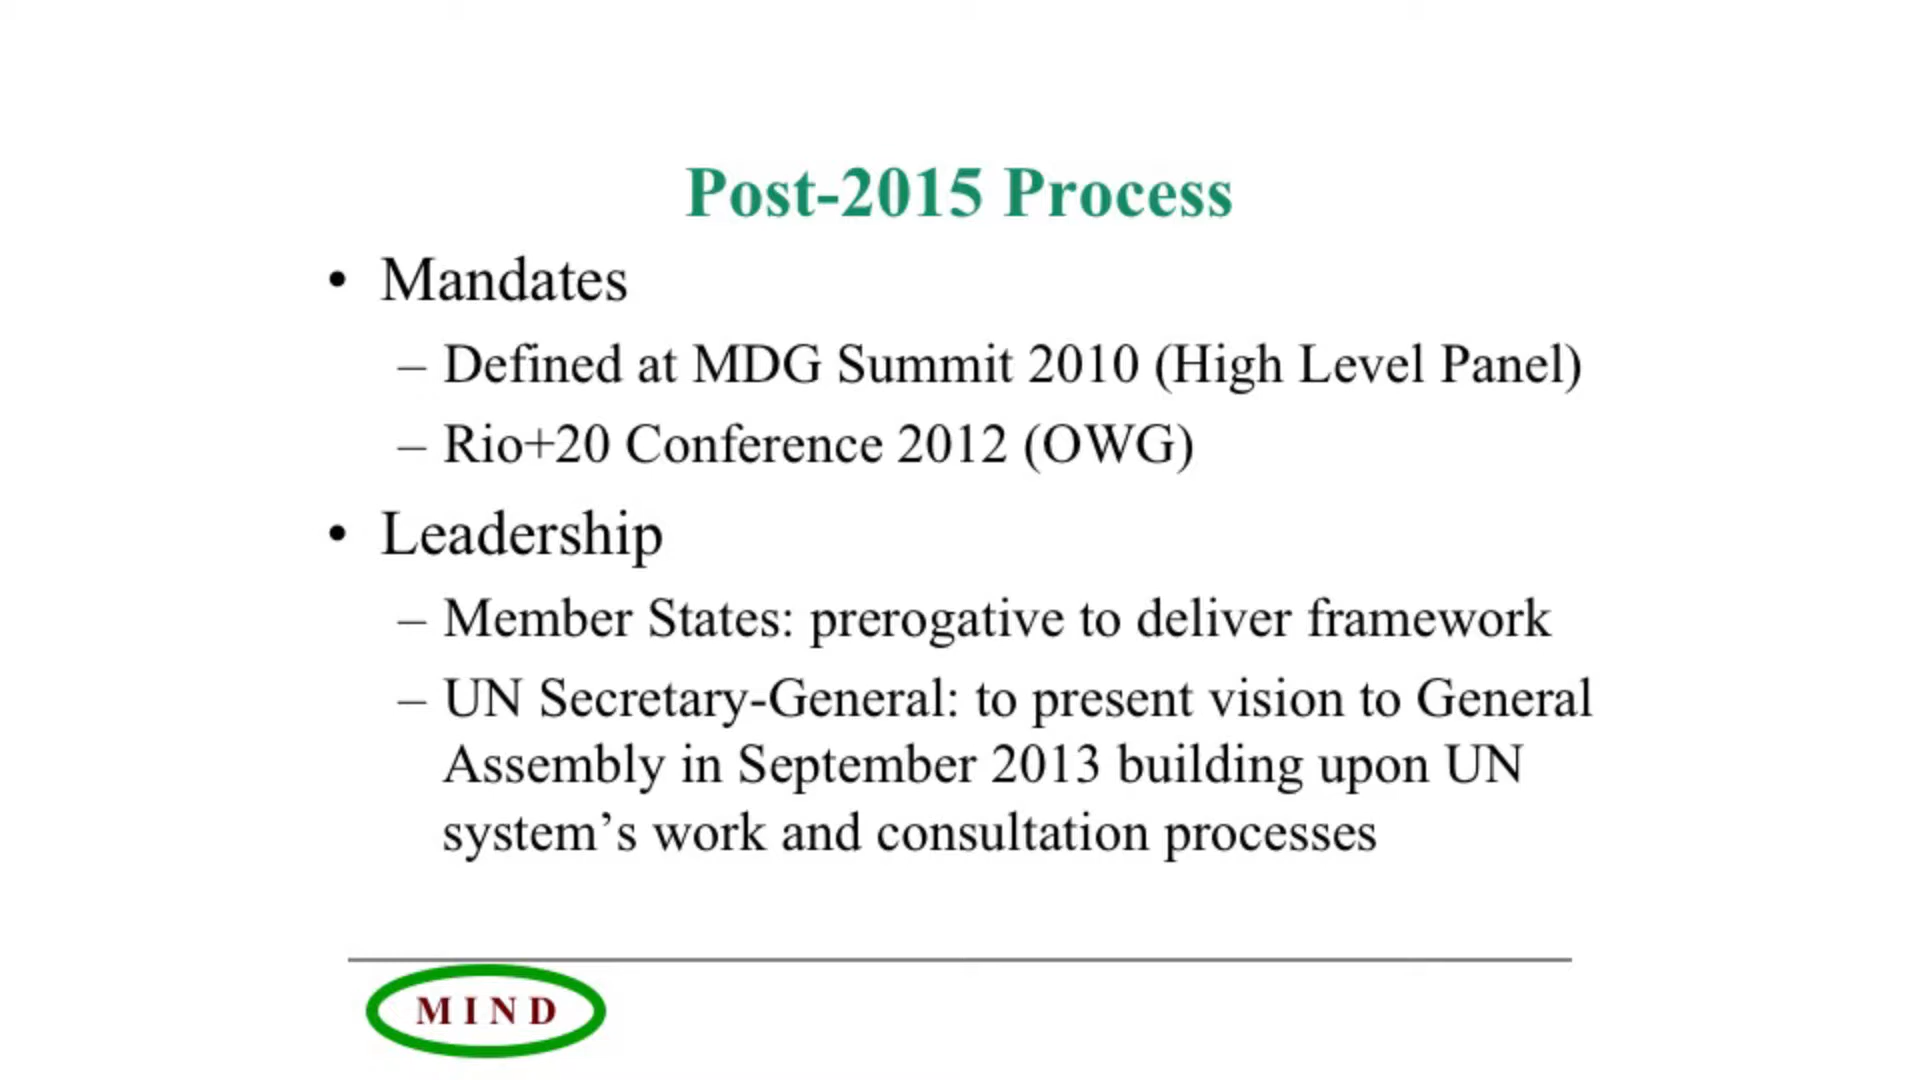 Post-2015 Process
• Mandates
– Defined at MDG Summit 2010 (High Level Panel)
– Rio+20 Conference 2012 (OWG)
• Leadership
– Member States: prerogative to deliver framework
– UN Secretary-General: to present vision to General
Assembly in September 2013 building upon UN
system’s work and consultation processes
M I N D